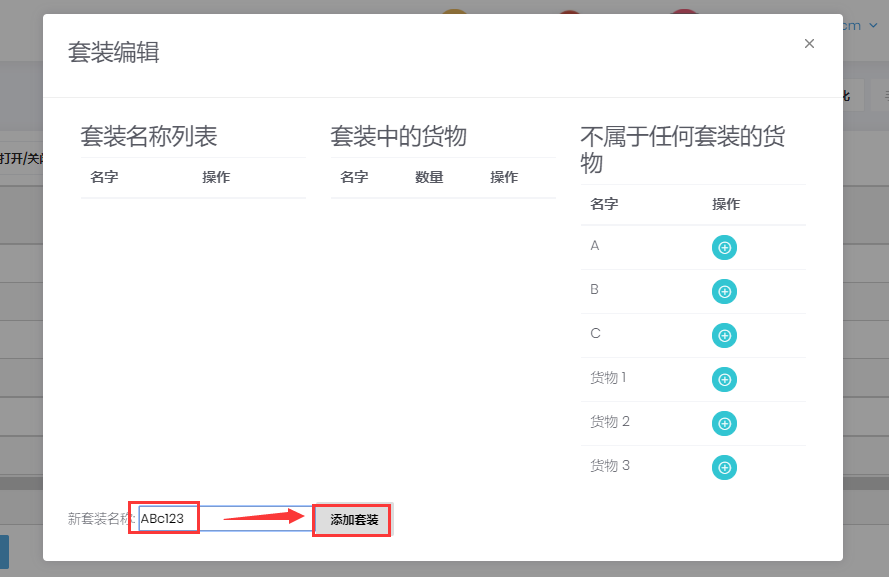 cm
套装编辑
套装名称列表
套装中的货物
不属于任何套装的货
物
名字 操作
名字 数量 操作
名字 操作
A
B
C
货物 1
货物 2
货物 3
打开/关
新套装名称:
ABc123
添加套装